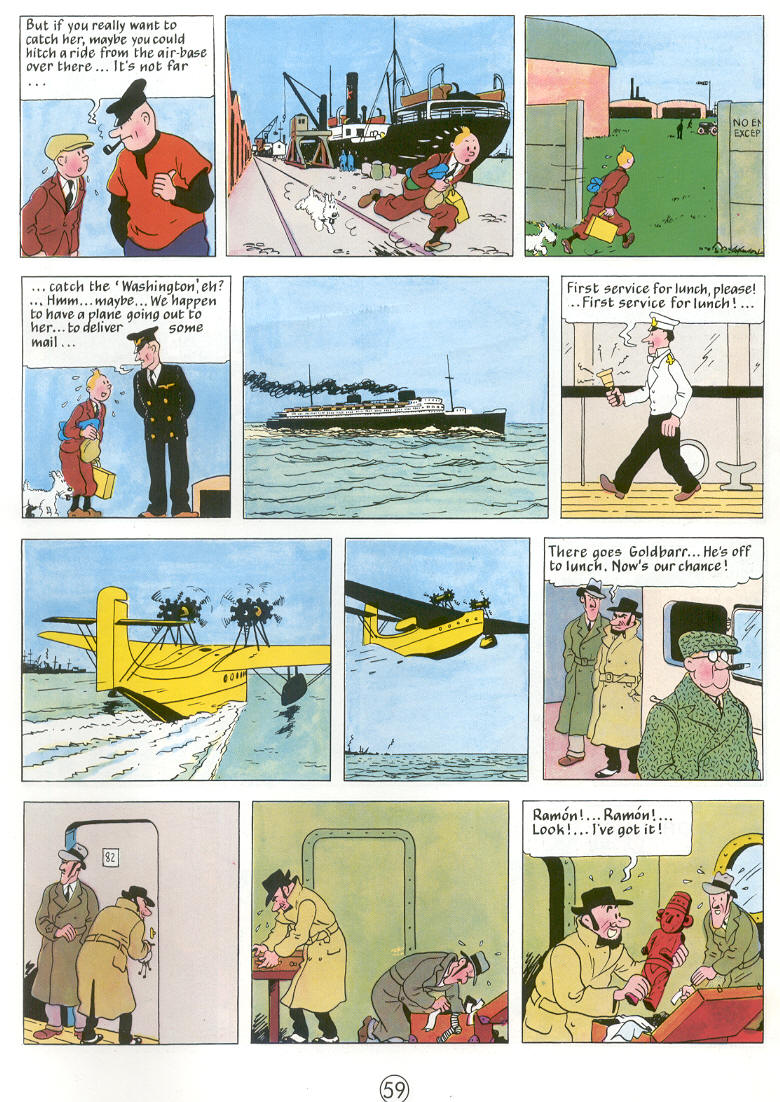 But if you really want to
catch her, maybe you could
hitch a ride from the air-base
over there... It's not far
...
NO EN
EXCEP
... catch the 'Washington', eh?
... Hmm... maybe... We happen
to have a plane going out to
her... to deliver some
mail...
First service for lunch, please!
..First service for lunch!...
There goes Goldbarr... He's off
to lunch. Now's our chance!
82
Ramón!... Ramón!...
Look!... I've got it!
59